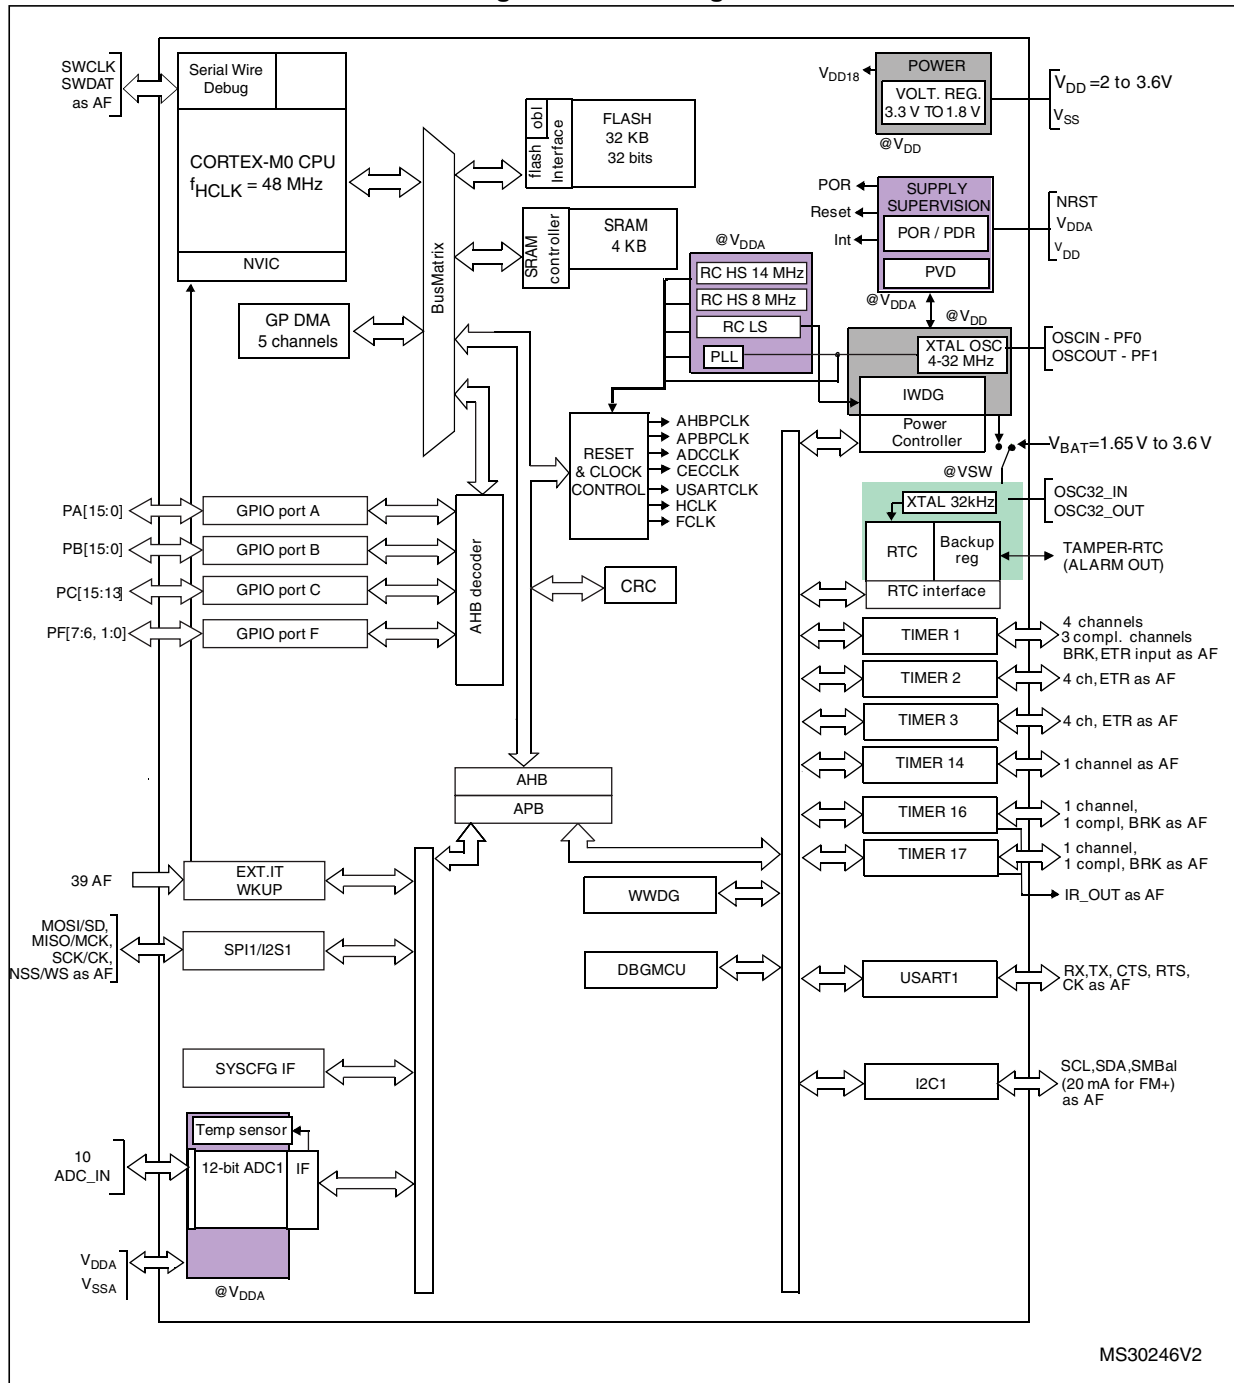 SWCLK
SWDAT
as AF
Serial Wire
Debug
CORTEX-M0 CPU
fHCLK = 48 MHz
NVIC
GP DMA
5 channels
BusMatrix
flash
obl
Interface
FLASH
32 KB
32 bits
SRAM
controller
SRAM
4 KB
VDD18
POWER
VOLT. REG.
3.3 V TO 1.8 V
@VDD
VDD =2 to 3.6V
VSS
POR
Reset
Int
SUPPLY
SUPERVISION
POR / PDR
PVD
@VDDA
NRST
VDDA
VDD
@VDDA
RC HS 14 MHz
RC HS 8 MHz
RC LS
PLL
@VDD
XTAL OSC
4-32 MHz
IWDG
Power
Controller
OSCIN - PF0
OSCOUT - PF1
VBAT=1.65 V to 3.6 V
@VSW
RESET
& CLOCK
CONTROL
AHBPCLK
APBPCLK
ADCCLK
CECCLK
USARTCLK
HCLK
FCLK
XTAL 32kHz
OSC32_IN
OSC32_OUT
RTC
Backup
reg
RTC interface
TAMPER-RTC
(ALARM OUT)
PA[15:0]
GPIO port A
PB[15:0]
GPIO port B
PC[15:13]
GPIO port C
PF[7:6, 1:0]
GPIO port F
AHB decoder
CRC
TIMER 1
4 channels
3 compl. channels
BRK,ETR input as AF
TIMER 2
4 ch, ETR as AF
TIMER 3
4 ch, ETR as AF
TIMER 14
1 channel as AF
TIMER 16
1 channel,
1 compl, BRK as AF
TIMER 17
1 channel,
1 compl, BRK as AF
IR_OUT as AF
AHB
APB
39 AF
EXT.IT
WKUP
WWDG
MOSI/SD,
MISO/MCK,
SCK/CK,
NSS/WS as AF
SPI1/I2S1
DBGMCU
USART1
RX,TX, CTS, RTS,
CK as AF
SYSCFG IF
I2C1
SCL,SDA,SMBal
(20 mA for FM+)
as AF
Temp sensor
10
ADC_IN
12-bit ADC1
IF
VDDA
VSSA
@VDDA
MS30246V2